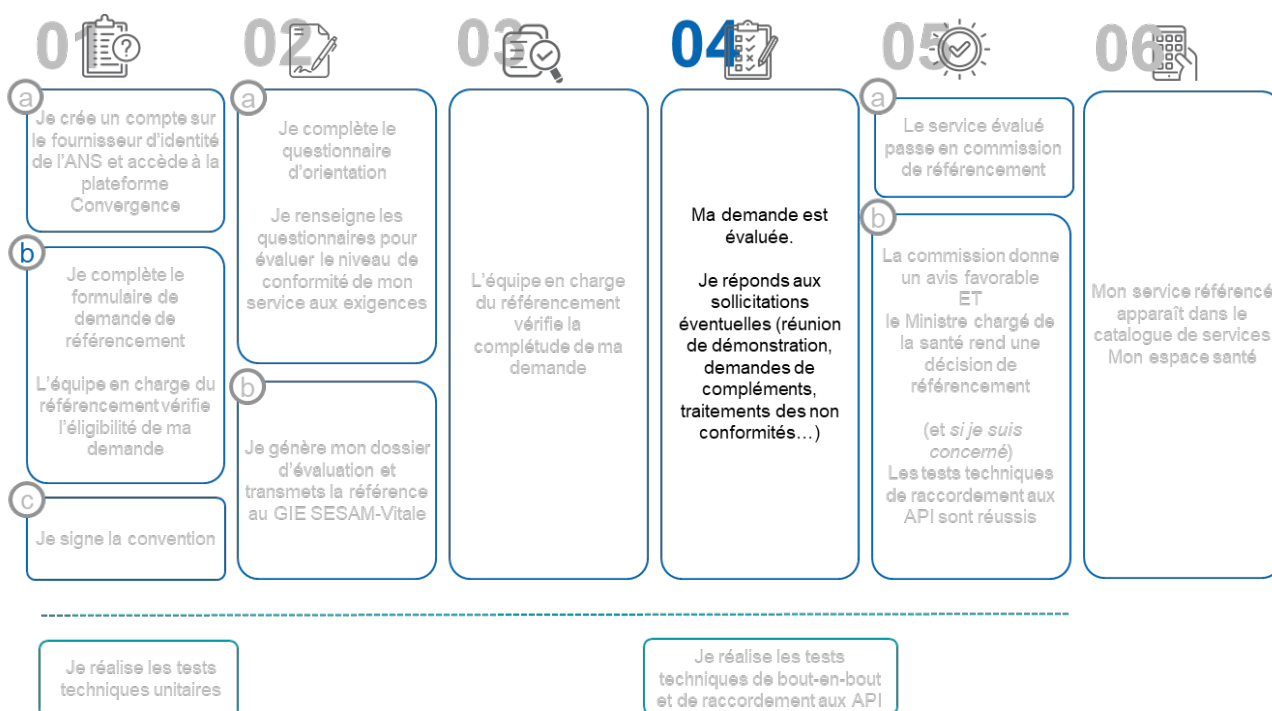 01
a
Je crée un compte sur
le fournisseur d'identité
de l'ANS et accède à la
plateforme
Convergence
b
Je complète le
formulaire de
demande de
référencement
L'équipe en charge du
référencement vérifie
l'éligibilité de ma
demande
c
Je signe la convention
02
a
Je complète le
questionnaire
d'orientation
Je renseigne les
questionnaires pour
évaluer le niveau de
conformité de mon
service aux exigences
b
Je génère mon dossier
d'évaluation et
transmets la référence
au GIE SESAM-Vitale
03
L'équipe en charge
du référencement
vérifie la
complétude de ma
demande
04
Ma demande est
évaluée.
Je réponds aux
sollicitations
éventuelles (réunion
de démonstration,
demandes de
compléments,
traitements des non
conformités…)
05
a
Le service évalué
passe en commission
de référencement
b
La commission donne
un avis favorable
ET
le Ministre chargé de
la santé rend une
décision de
référencement
(et si je suis
concerné)
Les tests techniques
de raccordement aux
API sont réussis
06
Mon service référencé
apparaît dans le
catalogue de services
Mon espace santé
Je réalise les tests
techniques unitaires
Je réalise les tests
techniques de bout-en-bout
et de raccordement aux API